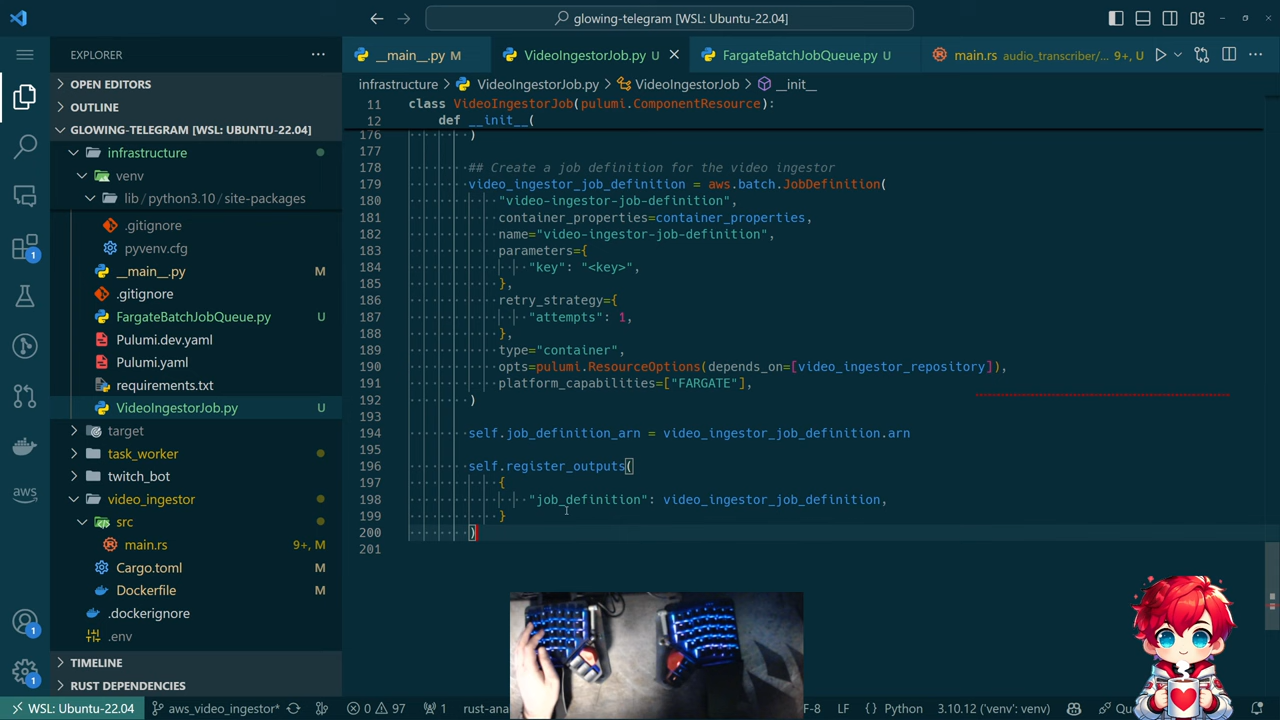 glowing-telegram [WSL: Ubuntu-22.04]
EXPLORER
OPEN EDITORS
OUTLINE
GLOWING-TELEGRAM [WSL: UBUNTU-22.04]
infrastructure
venv
lib / python3.10 / site-packages
.gitignore
pyvenv.cfg
__main__.py M
.gitignore
FargateBatchJobQueue.py U
Pulumi.dev.yaml
Pulumi.yaml
requirements.txt
VideoIngestorJob.py U
target
task_worker
twitch_bot
video_ingestor
src
main.rs 9+, M
Cargo.toml M
Dockerfile M
.dockerignore
.env
TIMELINE
RUST DEPENDENCIES
aws
1
1
1
__main__.py M
VideoIngestorJob.py U
FargateBatchJobQueue.py U
main.rs audio_transcriber/... 9+, U
infrastructure > VideoIngestorJob.py > VideoIngestorJob > __init__
11 class VideoIngestorJob(pulumi.ComponentResource):
12 def __init__(
176 )
177
178 ## Create a job definition for the video ingestor
179 video_ingestor_job_definition = aws.batch.JobDefinition(
180 "video-ingestor-job-definition",
181 container_properties=container_properties,
182 name="video-ingestor-job-definition",
183 parameters={
184 "key": "<key>",
185 },
186 retry_strategy={
187 "attempts": 1,
188 },
189 type="container",
190 opts=pulumi.ResourceOptions(depends_on=[video_ingestor_repository]),
191 platform_capabilities=["FARGATE"],
192 )
193
194 self.job_definition_arn = video_ingestor_job_definition.arn
195
196 self.register_outputs(
197 {
198 "job_definition": video_ingestor_job_definition,
199 }
200 )
201
WSL: Ubuntu-22.04 aws_video_ingestor* 0 97 1 rust-ana F-8 LF Python 3.10.12 ('venv': venv) Qu